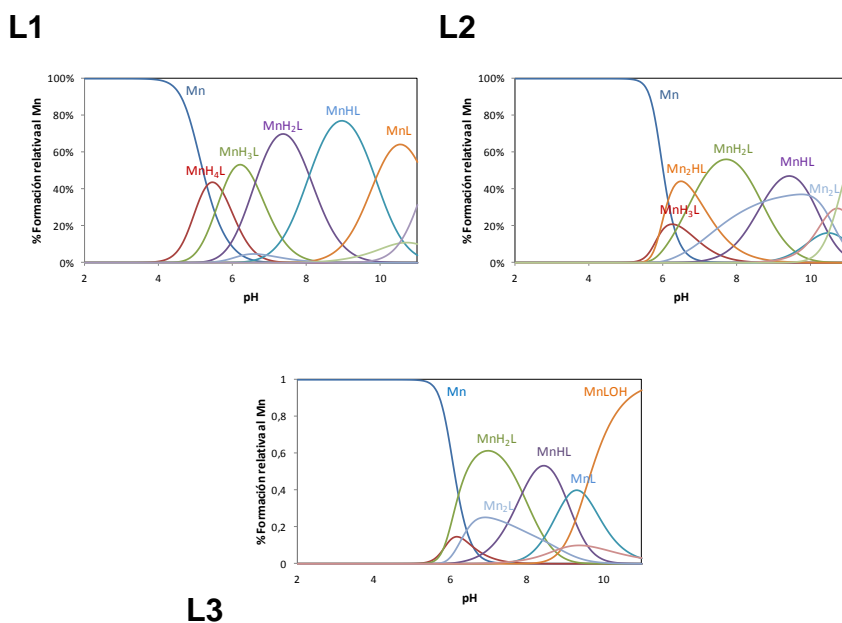 L1
L2
% Formación relativa al Mn
100%
80%
60%
40%
20%
0%
Mn
MnH4L
MnH3L
MnH2L
MnHL
MnL
2
4
6
8
10
pH
% Formación relativa al Mn
100%
80%
60%
40%
20%
0%
Mn
Mn2HL
MnH3L
MnH2L
MnHL
Mn2L
2
4
6
8
10
pH
% Formación relativa al Mn
1
0,8
0,6
0,4
0,2
0
Mn
MnH2L
Mn2L
MnHL
MnL
MnLOH
2
4
6
8
10
pH
L3